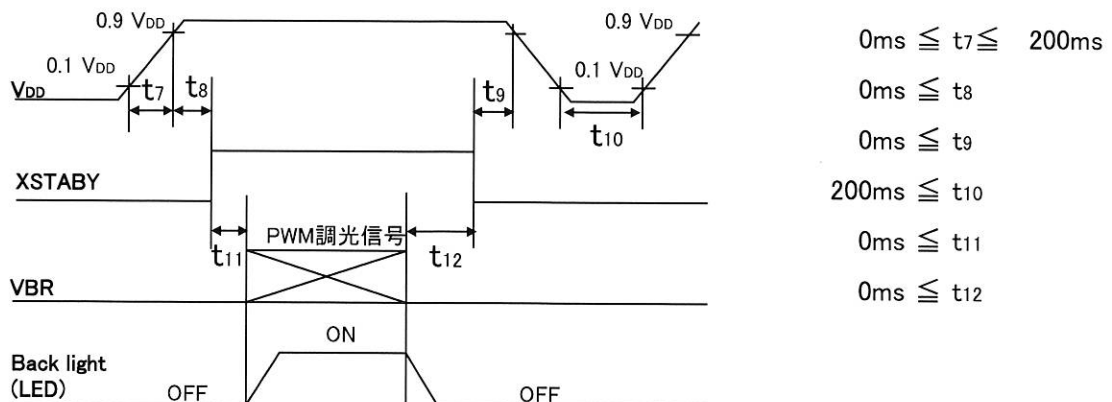 0.9 VDD
0.9 VDD
0.1 VDD
0.1 VDD
VDD
t7
t8
t9
t10
XSTABY
PWM調光信号
t11
t12
VBR
ON
Back light
(LED)
OFF
OFF
0ms ≦ t7≦ 200ms
0ms ≦ t8
0ms ≦ t9
200ms ≦ t10
0ms ≦ t11
0ms ≦ t12